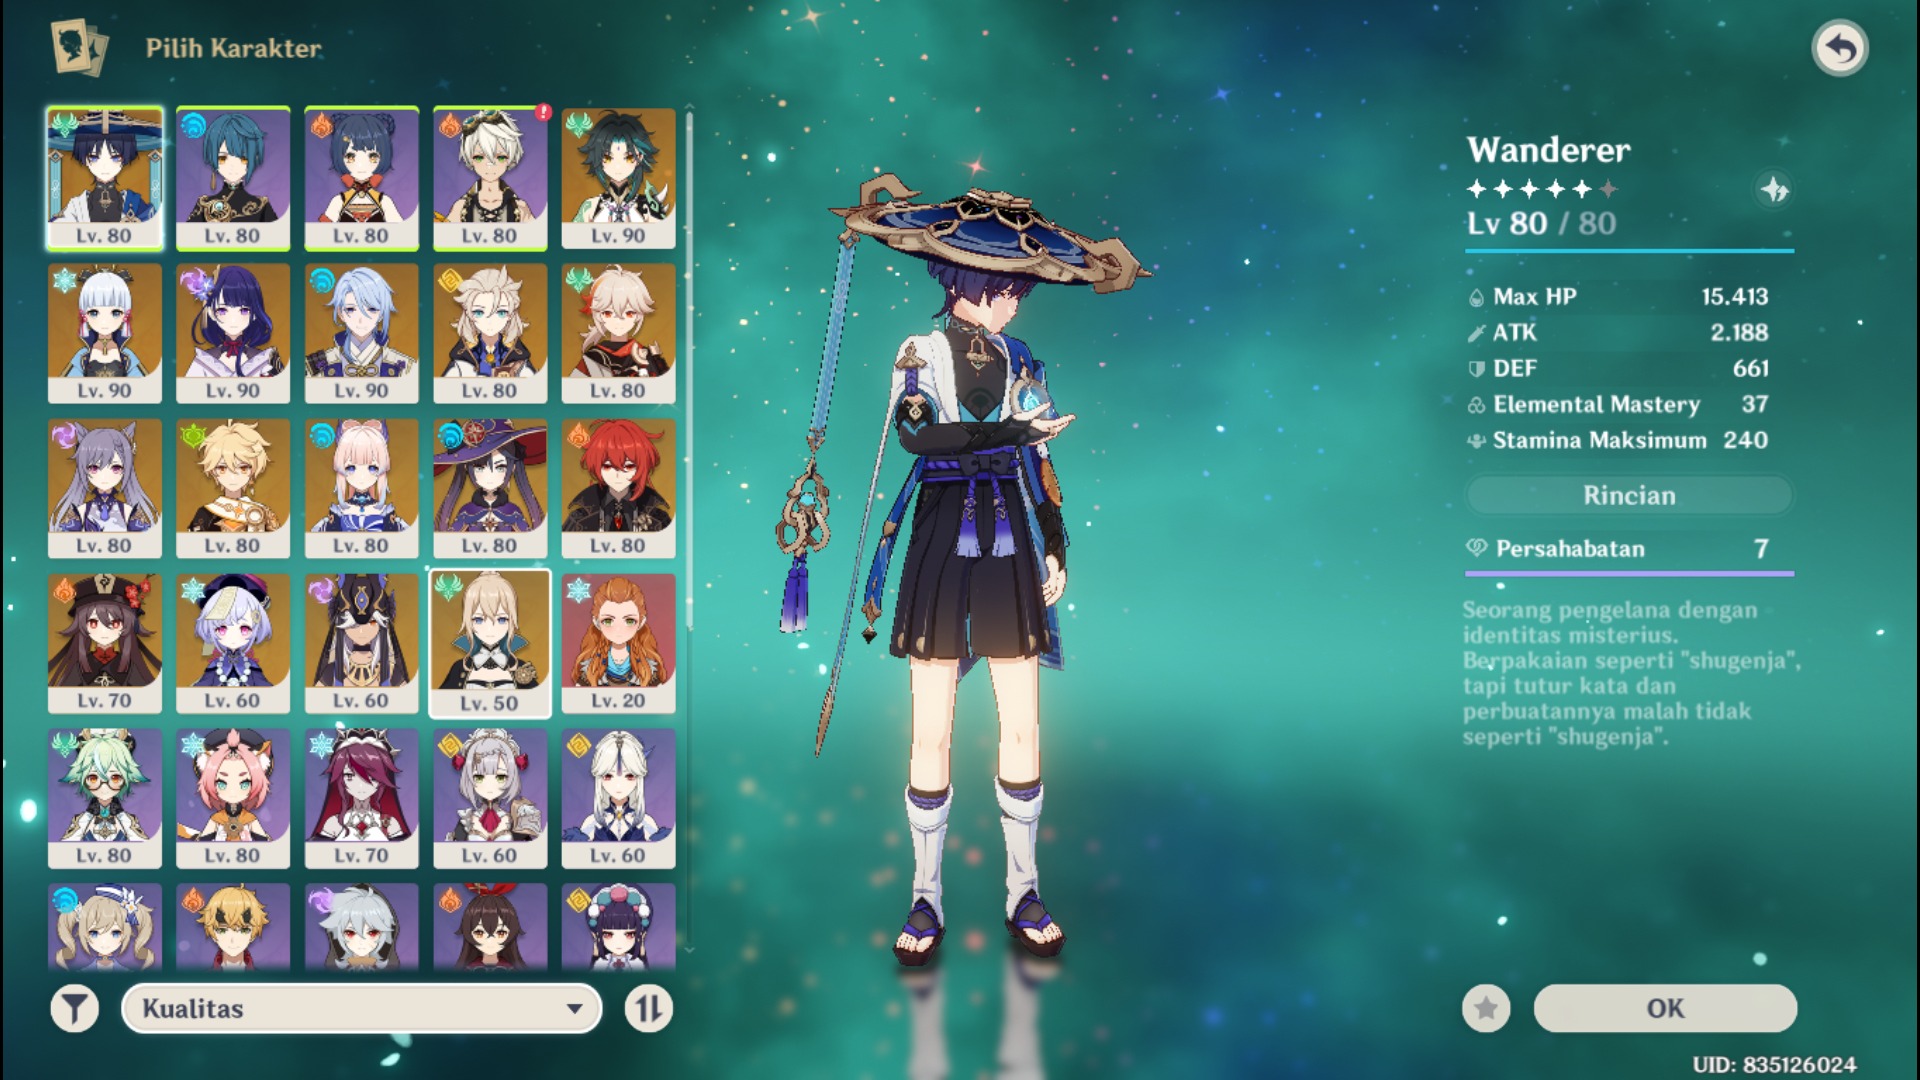 Pilih Karakter
Lv. 80
Lv. 80
Lv. 80
Lv. 80
Lv. 90
Lv. 90
Lv. 90
Lv. 90
Lv. 80
Lv. 80
Lv. 80
Lv. 80
Lv. 80
Lv. 80
Lv. 80
Lv. 70
Lv. 60
Lv. 60
Lv. 50
Lv. 20
Lv. 80
Lv. 80
Lv. 70
Lv. 60
Lv. 60
Kualitas
Wanderer
Lv 80 / 80
Max HP 15.413
ATK 2.188
DEF 661
Elemental Mastery 37
Stamina Maksimum 240
Rincian
Persahabatan 7
Seorang pengelana dengan
identitas misterius.
Berpakaian seperti "shugenja",
tapi tutur kata dan
perbuatannya malah tidak
seperti "shugenja".
OK
UID: 835126024